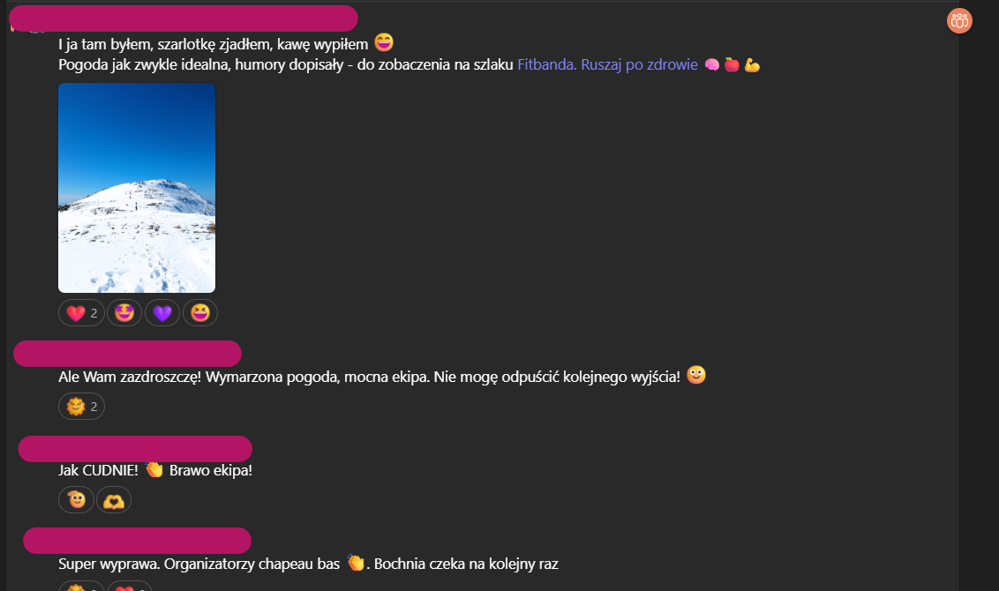 I ja tam byłem, szarlotkę zjadłem, kawę wypiłem 😄
Pogoda jak zwykle idealna, humory dopisały - do zobaczenia na szlaku Fitbanda. Ruszaj po zdrowie 🧠🍎💪
2
Ale Wam zazdroszczę! Wymarzona pogoda, mocna ekipa. Nie mogę odpuścić kolejnego wyjścia!
2
Jak CUDNIE! 👏 Brawo ekipa!
Super wyprawa. Organizatorzy chapeau bas 👏. Bochnia czeka na kolejny raz